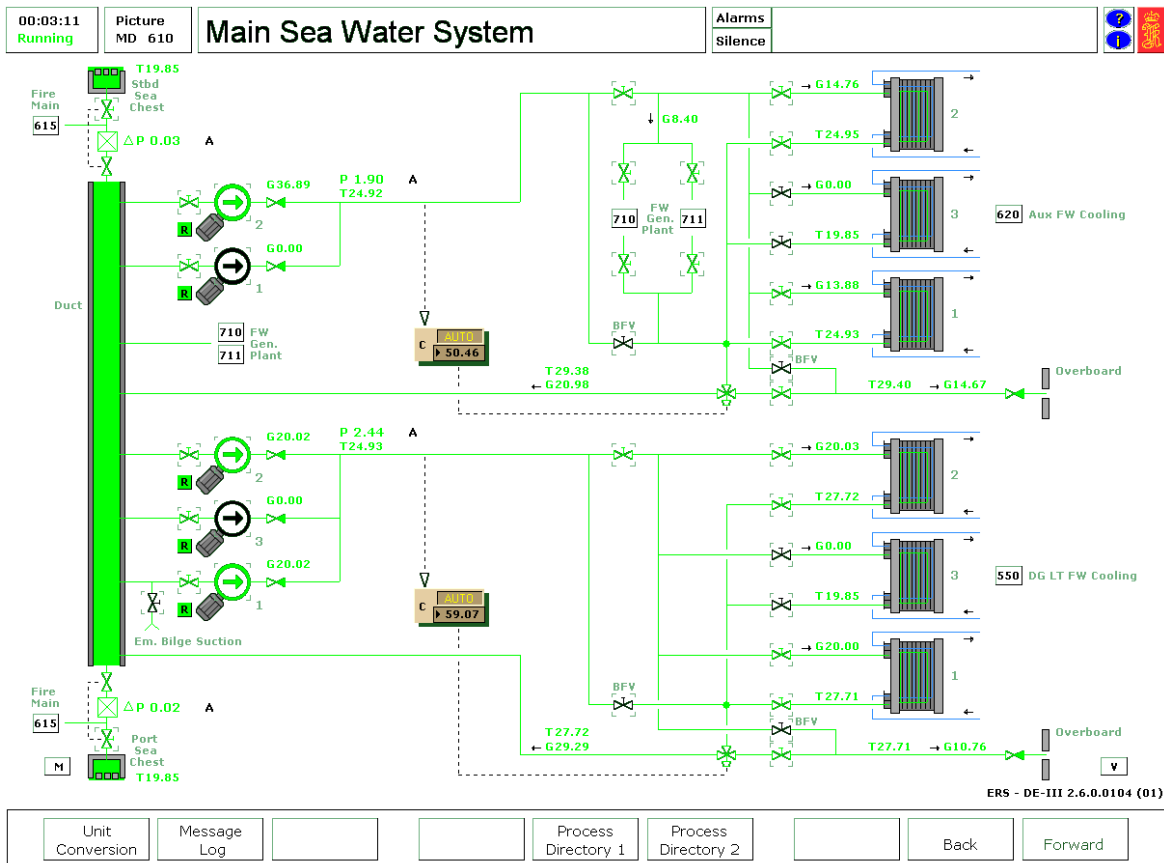 00:03:11
Running
Picture
MD 610
Main Sea Water System
Alarms
Silence
?
i
T19.85
Stbd
Sea
Chest
Fire
Main
615
△P 0.03
A
G36.89
P 1.90
T24.92
A
R
2
G0.00
R
1
Duct
710
711
FW
Gen.
Plant
C
AUTO
50.46
G8.40
710
FW
Gen.
Plant
711
BFV
G14.76
T24.95
2
G0.00
T19.85
3
620
Aux FW Cooling
G13.88
T24.93
1
BFV
T29.38
G20.98
T29.40
G14.67
Overboard
G20.02
P 2.44
T24.93
A
R
2
G0.00
R
3
G20.02
R
1
Em. Bilge Suction
C
AUTO
59.07
G20.03
T27.72
2
G0.00
T19.85
3
550
DG LT FW Cooling
G20.00
T27.71
1
BFV
BFV
T27.72
G29.29
T27.71
G10.76
Overboard
Fire
Main
615
△P 0.02
A
Port
Sea
Chest
T19.85
M
V
ERS - DE-III 2.6.0.0104 (01)
Unit
Conversion
Message
Log
Process
Directory 1
Process
Directory 2
Back
Forward